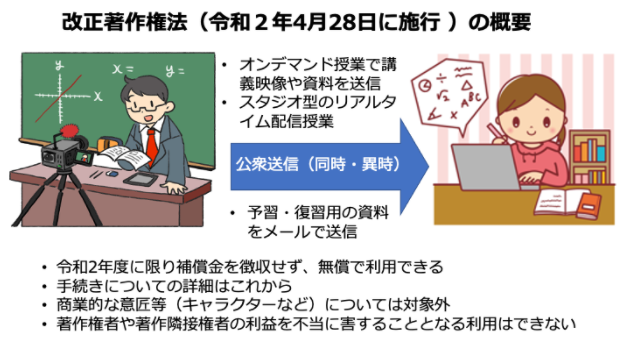 改正著作権法（令和２年4月28日に施行 ）の概要
y
x =
y =
X
• オンデマンド授業で講
義映像や資料を送信
• スタジオ型のリアルタ
イム配信授業
公衆送信（同時・異時）
• 予習・復習用の資料
をメールで送信
÷
√2
ABC
x
• 令和2年度に限り補償金を徴収せず、無償で利用できる
• 手続きについての詳細はこれから
• 商業的な意匠等（キャラクターなど）については対象外
• 著作権者や著作隣接権者の利益を不当に害することとなる利用はできない